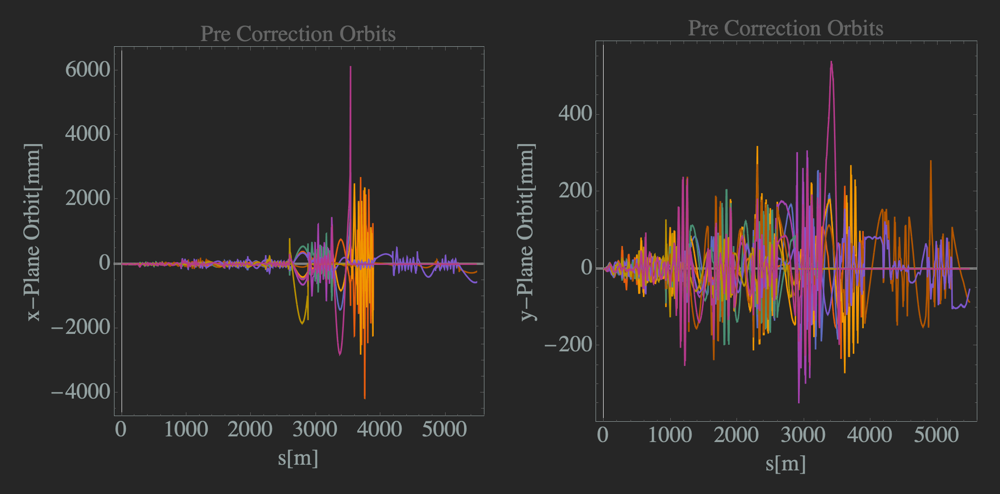 Pre Correction Orbits
x-Plane Orbit[mm]
6000
4000
2000
0
−2000
−4000
0 1000 2000 3000 4000 5000
s[m]
Pre Correction Orbits
y-Plane Orbit[mm]
400
200
0
−200
0 1000 2000 3000 4000 5000
s[m]